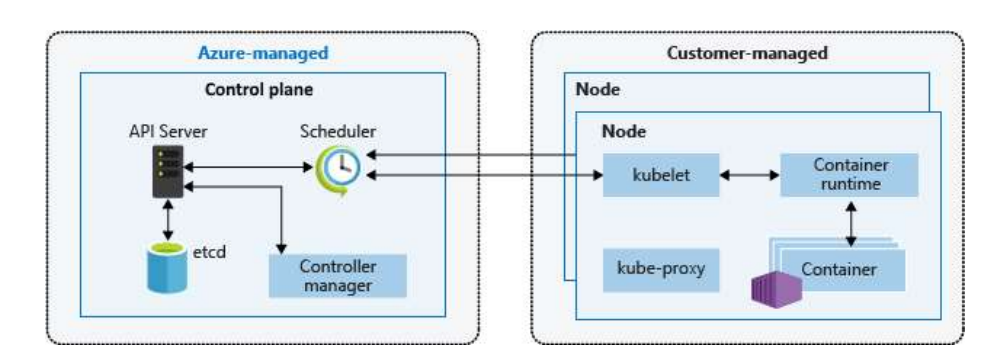 Azure-managed
Control plane
API Server
Scheduler
etcd
Controller
manager
Customer-managed
Node
Node
kubelet
Container
runtime
kube-proxy
Container